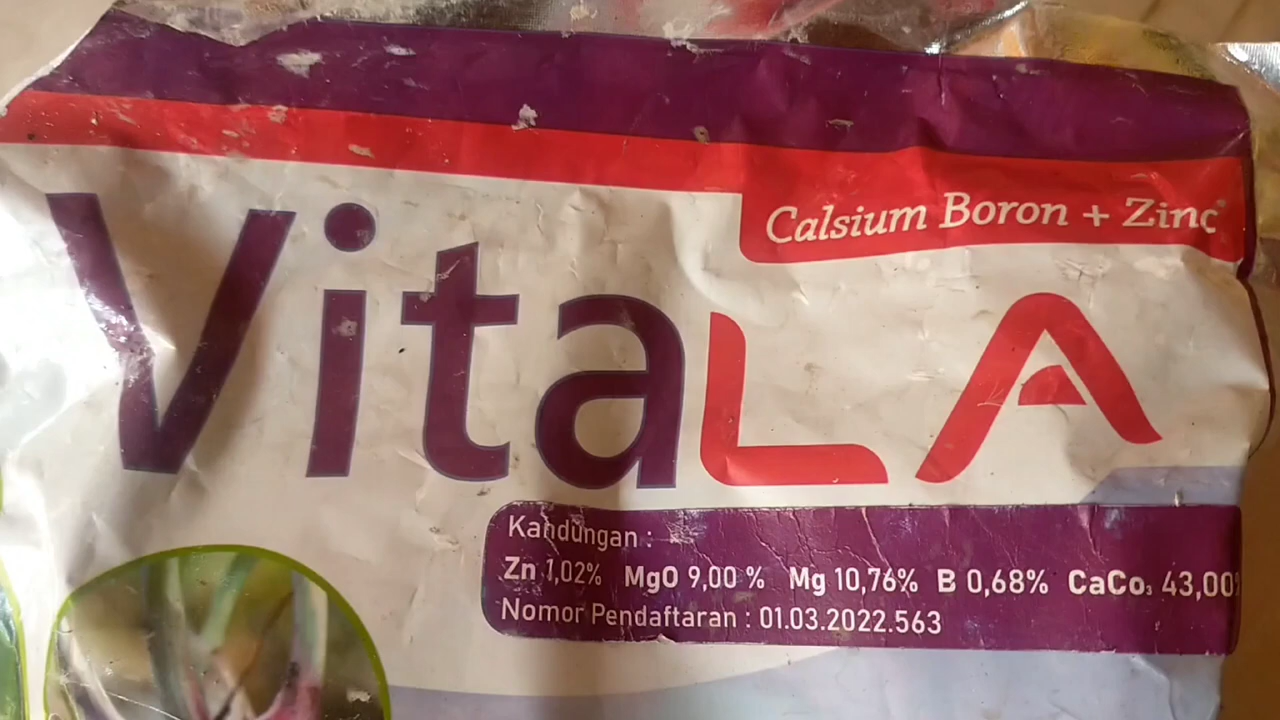 Calsium Boron + Zinc
VitaLA
Kandungan :
Zn 1,02% MgO 9,00 % Mg 10,76% B 0,68% CaCo₃ 43,00%
Nomor Pendaftaran : 01.03.2022.563